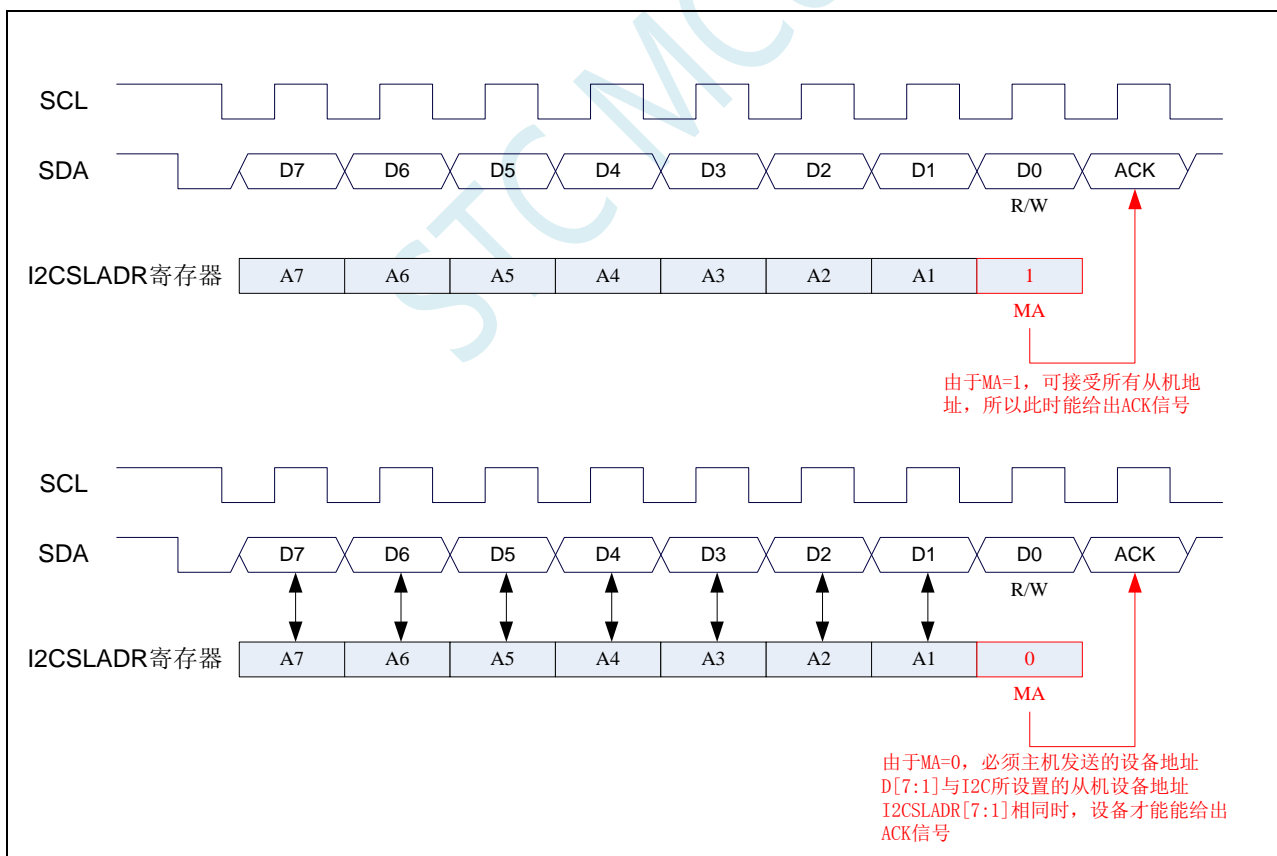 STC MCU
SCL
SDA D7 D6 D5 D4 D3 D2 D1 D0 ACK
R/W
I2CSLADR寄存器 A7 A6 A5 A4 A3 A2 A1 1
MA
由于MA=1，可接受所有从机地
址，所以此时能给出ACK信号
SCL
SDA D7 D6 D5 D4 D3 D2 D1 D0 ACK
R/W
I2CSLADR寄存器 A7 A6 A5 A4 A3 A2 A1 0
MA
由于MA=0，必须主机发送的设备地址
D[7:1]与I2C所设置的从机设备地址
I2CSLADR[7:1]相同时，设备才能能给出
ACK信号